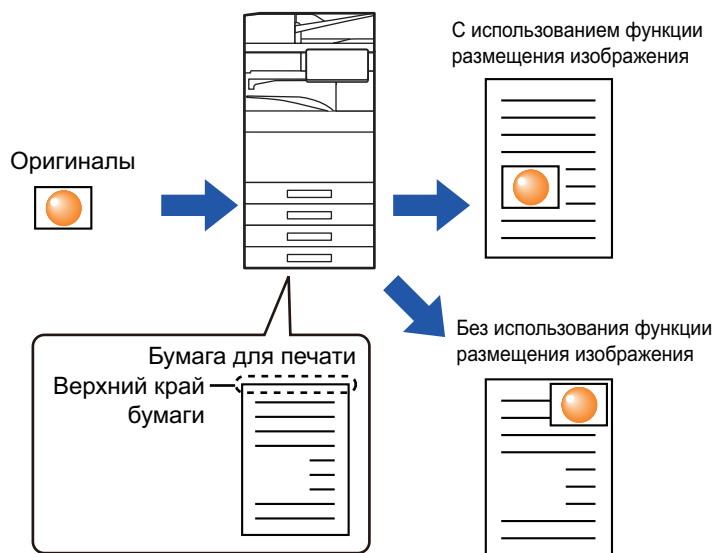 С использованием функции
размещения изображения
Оригиналы
Без использования функции
размещения изображения
Бумага для печати
Верхний край
бумаги